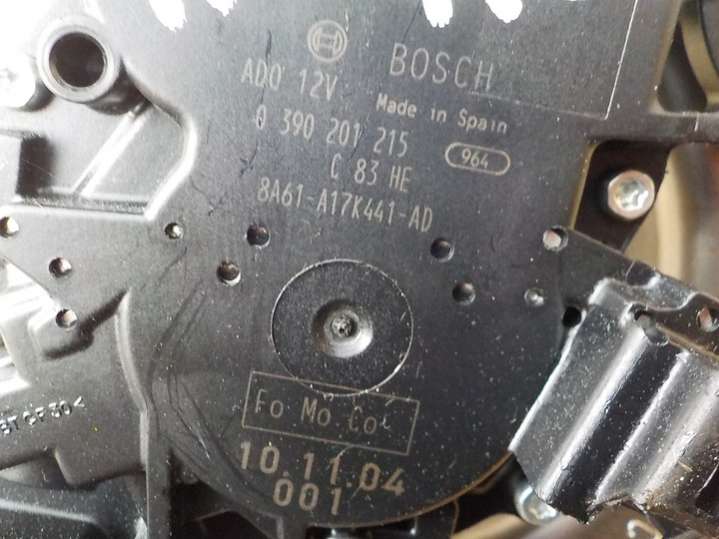 BOSCH
ADO 12V
Made in Spain
0 390 201 215
964
C 83 HE
8A61-A17K441-AD
Fo Mo Co
10.11.04
001